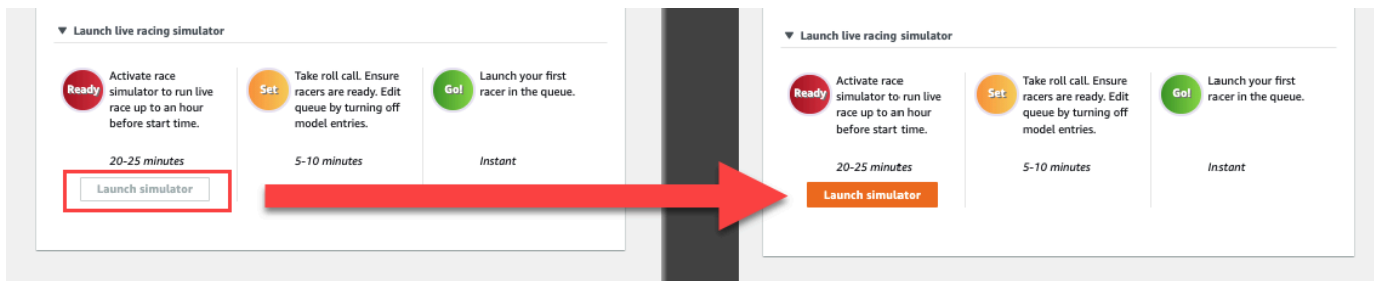 ▼ Launch live racing simulator
Ready
Activate race
simulator to run live
race up to an hour
before start time.
20-25 minutes
Launch simulator
Set
Take roll call. Ensure
racers are ready. Edit
queue by turning off
model entries.
5-10 minutes
Go!
Launch your first
racer in the queue.
Instant
▼ Launch live racing simulator
Ready
Activate race
simulator to run live
race up to an hour
before start time.
20-25 minutes
Launch simulator
Set
Take roll call. Ensure
racers are ready. Edit
queue by turning off
model entries.
5-10 minutes
Go!
Launch your first
racer in the queue.
Instant